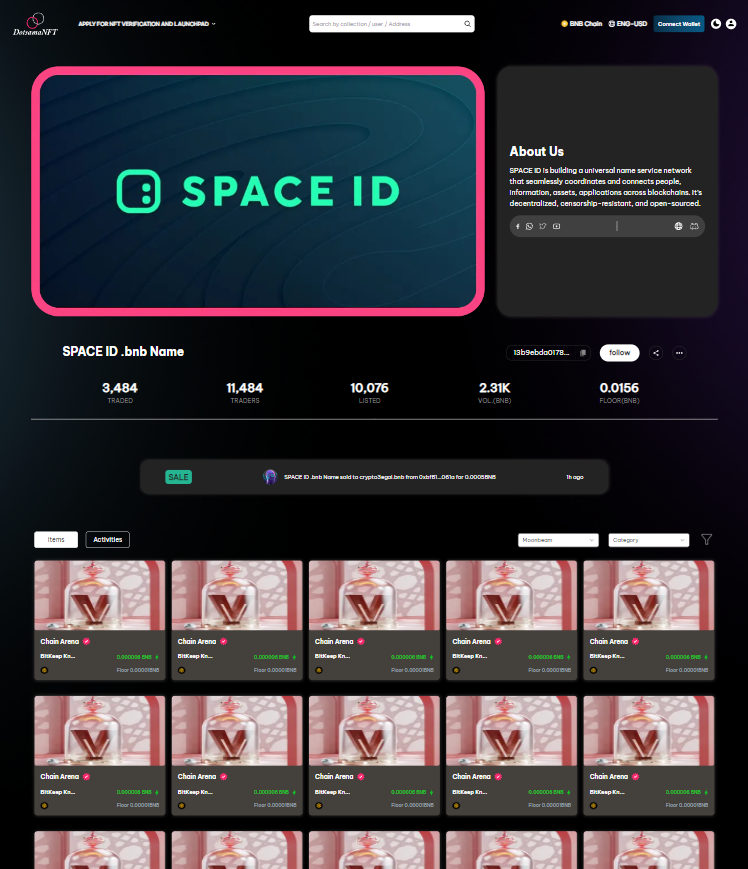 DotsamaNFT
APPLY FOR NFT VERIFICATION AND LAUNCHPAD
Search by collection / user / Address
BNB Chain
ENG-USD
Connect Wallet
SPACE ID
About Us
SPACE ID is building a universal name service network
that seamlessly coordinates and connects people,
information, assets, applications across blockchains. It's
decentralized, censorship-resistant, and open-sourced.
SPACE ID .bnb Name
13b9ebda0178...
follow
3,484
11,484
10,076
2.31K
0.0156
TRADED
TRADERS
LISTED
VOL.(BNB)
FLOOR(BNB)
SALE
SPACE ID .bnb Name sold to crypto3egai.bnb from 0xbf61...061a for 0.0005BNB
1h ago
Items
Activities
Moonbeam
Category
Chain Arena
Chain Arena
Chain Arena
Chain Arena
Chain Arena
BitKeep Kn... 0.000006 BNB
BitKeep Kn... 0.000006 BNB
BitKeep Kn... 0.000006 BNB
BitKeep Kn... 0.000006 BNB
BitKeep Kn... 0.000006 BNB
Floor 0.00001BNB
Floor 0.00001BNB
Floor 0.00001BNB
Floor 0.00001BNB
Floor 0.00001BNB
Chain Arena
Chain Arena
Chain Arena
Chain Arena
Chain Arena
BitKeep Kn... 0.000006 BNB
BitKeep Kn... 0.000006 BNB
BitKeep Kn... 0.000006 BNB
BitKeep Kn... 0.000006 BNB
BitKeep Kn... 0.000006 BNB
Floor 0.00001BNB
Floor 0.00001BNB
Floor 0.00001BNB
Floor 0.00001BNB
Floor 0.00001BNB